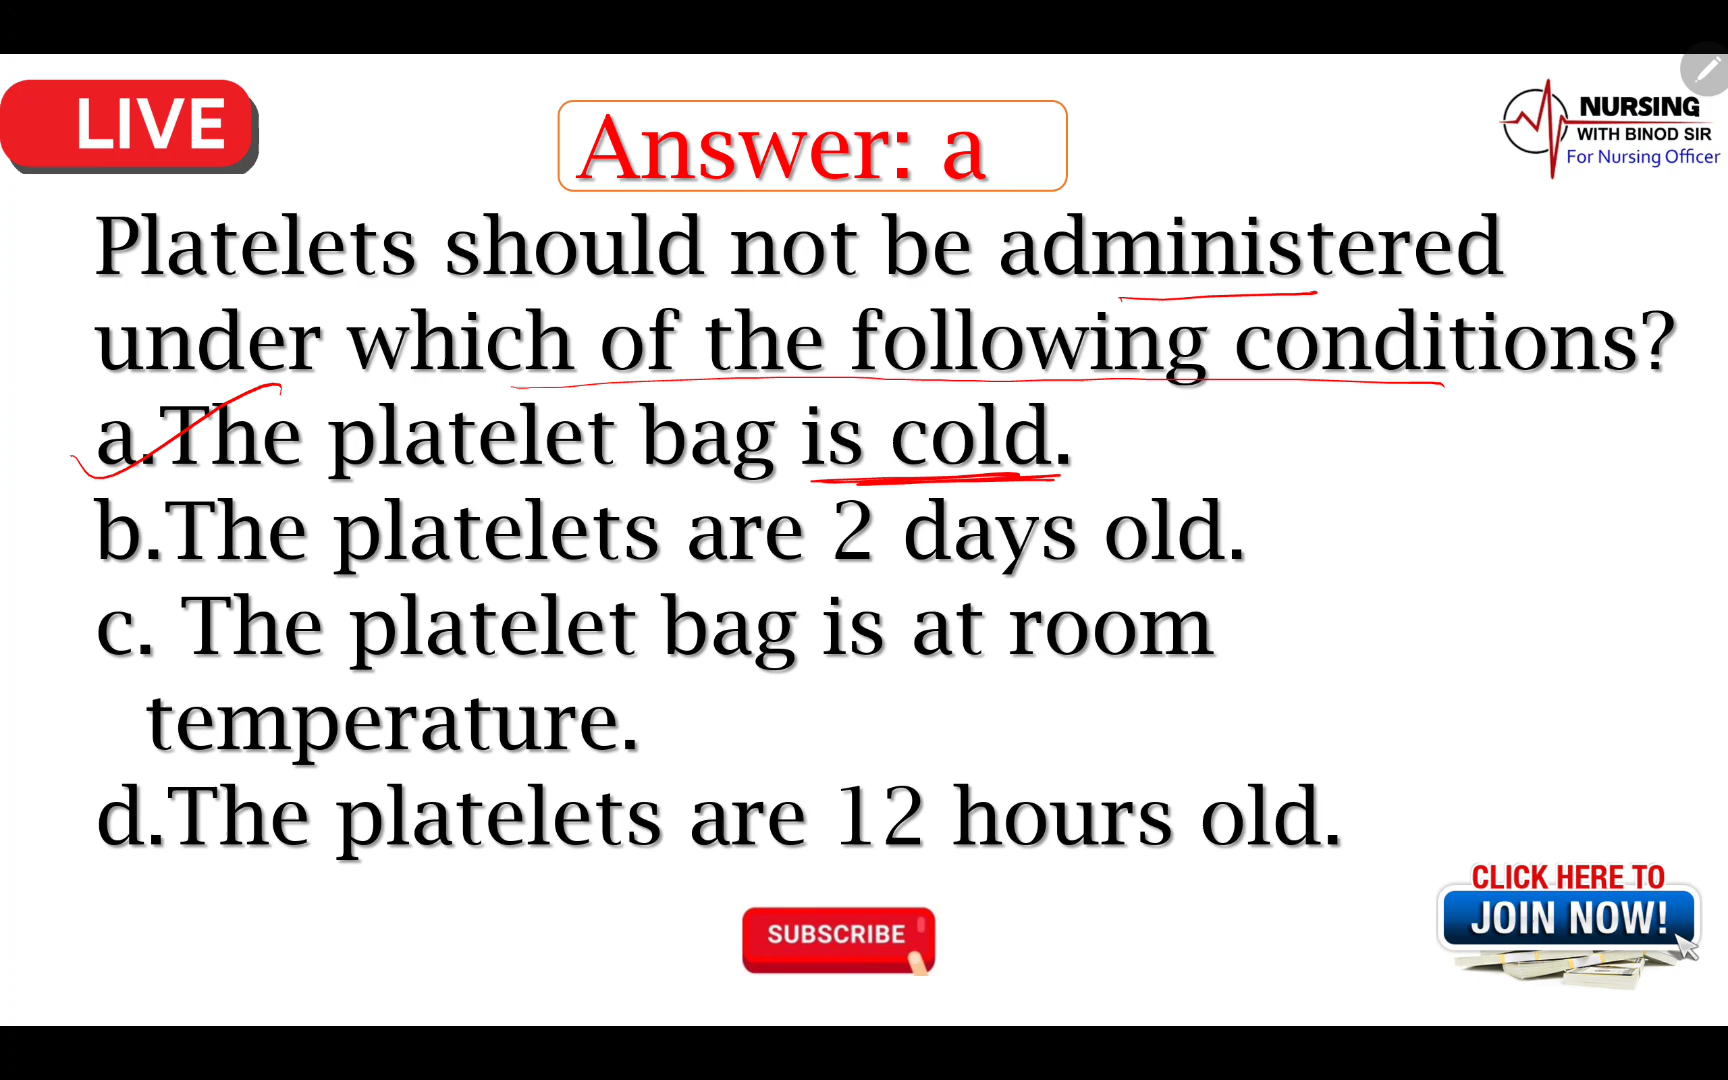 LIVE
Answer: a
NURSING
WITH BINOD SIR
For Nursing Officer
Platelets should not be administered
under which of the following conditions?
a.The platelet bag is cold.
b.The platelets are 2 days old.
c. The platelet bag is at room
temperature.
d.The platelets are 12 hours old.
CLICK HERE TO
JOIN NOW!
SUBSCRIBE